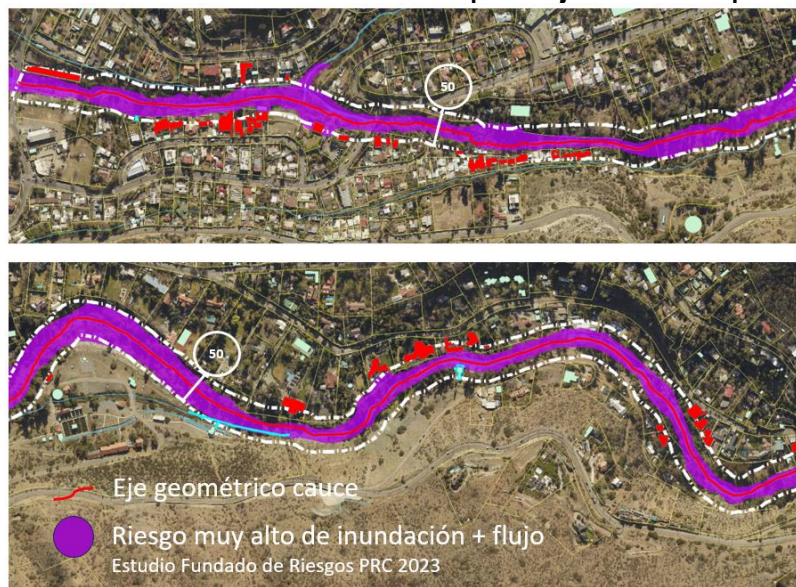 50
50
Eje geométrico cauce
Riesgo muy alto de inundación + flujo
Estudio Fundado de Riesgos PRC 2023